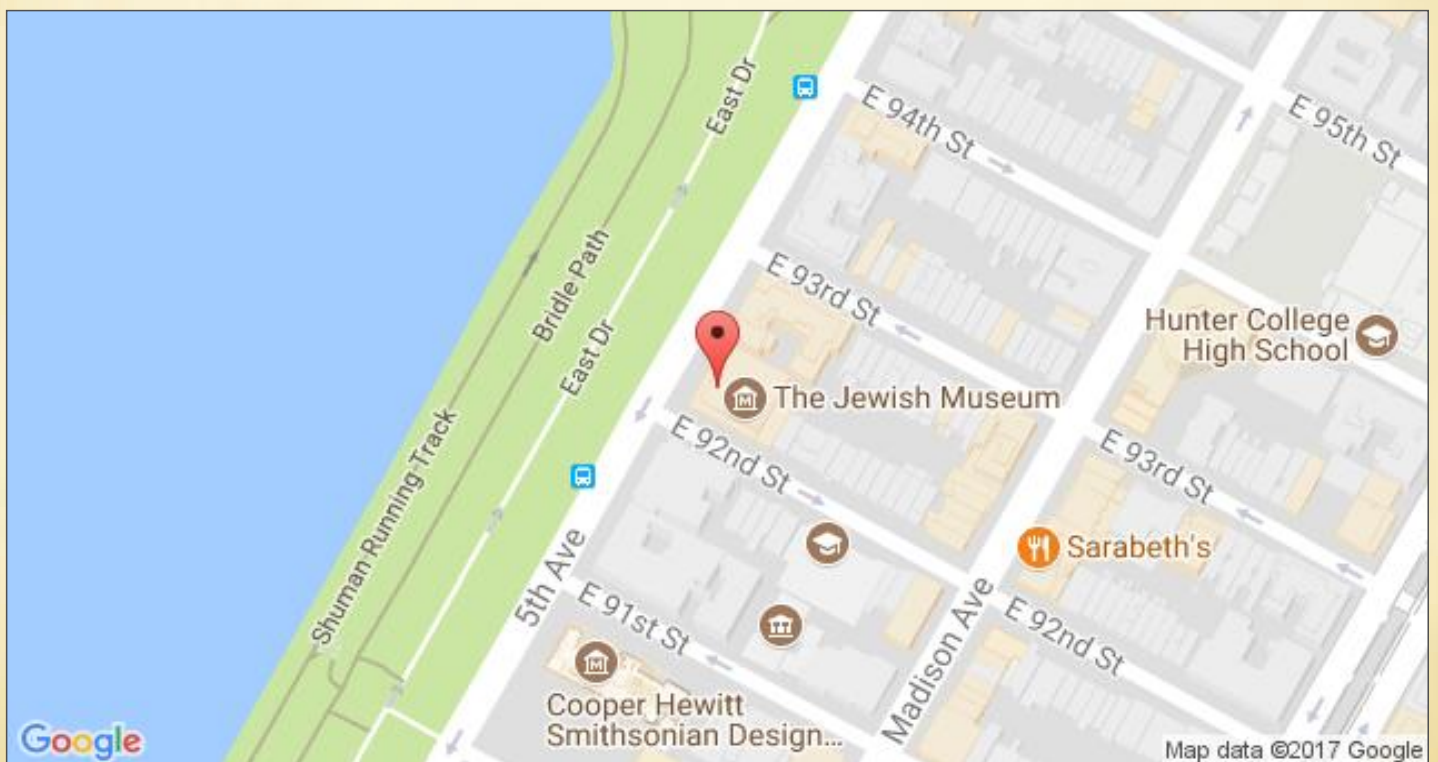 East Dr
E 94th St
E 95th St
Bridle Path
E 93rd St
Hunter College
High School
East Dr
The Jewish Museum
Shuman Running Track
E 92nd St
E 93rd St
Sarabeth's
5th Ave
E 91st St
Madison Ave
E 92nd St
Cooper Hewitt
Smithsonian Design...
Google
Map data ©2017 Google